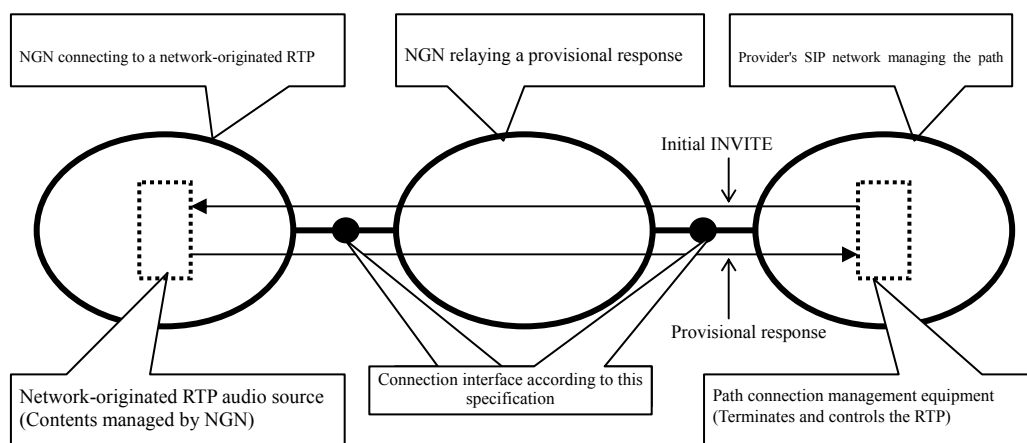 NGN connecting to a network-originated RTP
NGN relaying a provisional response
Provider's SIP network managing the path
Initial INVITE
Provisional response
Network-originated RTP audio source
(Contents managed by NGN)
Connection interface according to this
specification
Path connection management equipment
(Terminates and controls the RTP)